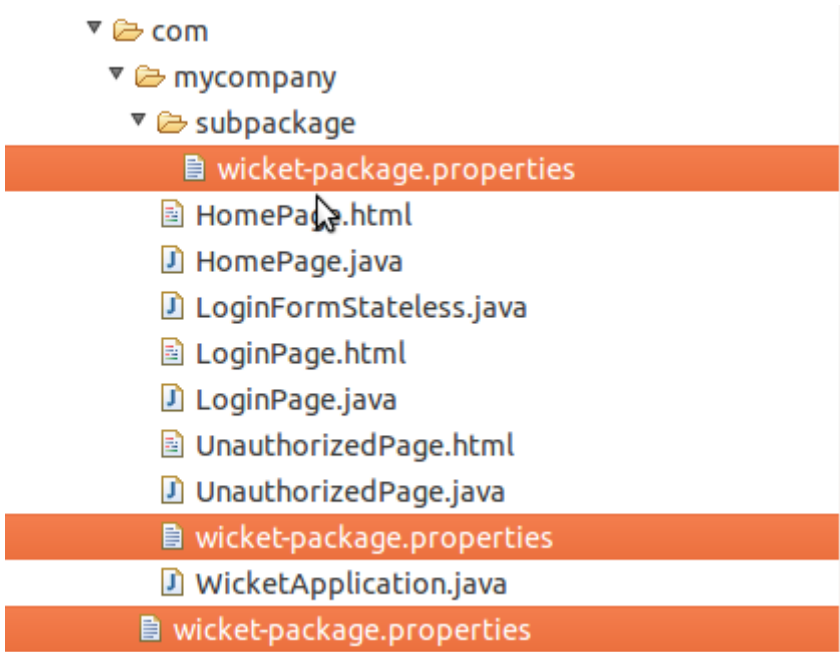 com
mycompany
subpackage
wicket-package.properties
HomePage.html
HomePage.java
LoginFormStateless.java
LoginPage.html
LoginPage.java
UnauthorizedPage.html
UnauthorizedPage.java
wicket-package.properties
WicketApplication.java
wicket-package.properties